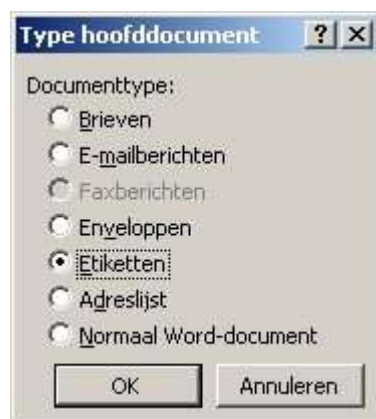 Type hoofddocument
Documenttype:
Brieven
E-mailberichten
Faxberichten
Enveloppen
Etiketten
Adreslijst
Normaal Word-document
OK Annuleren